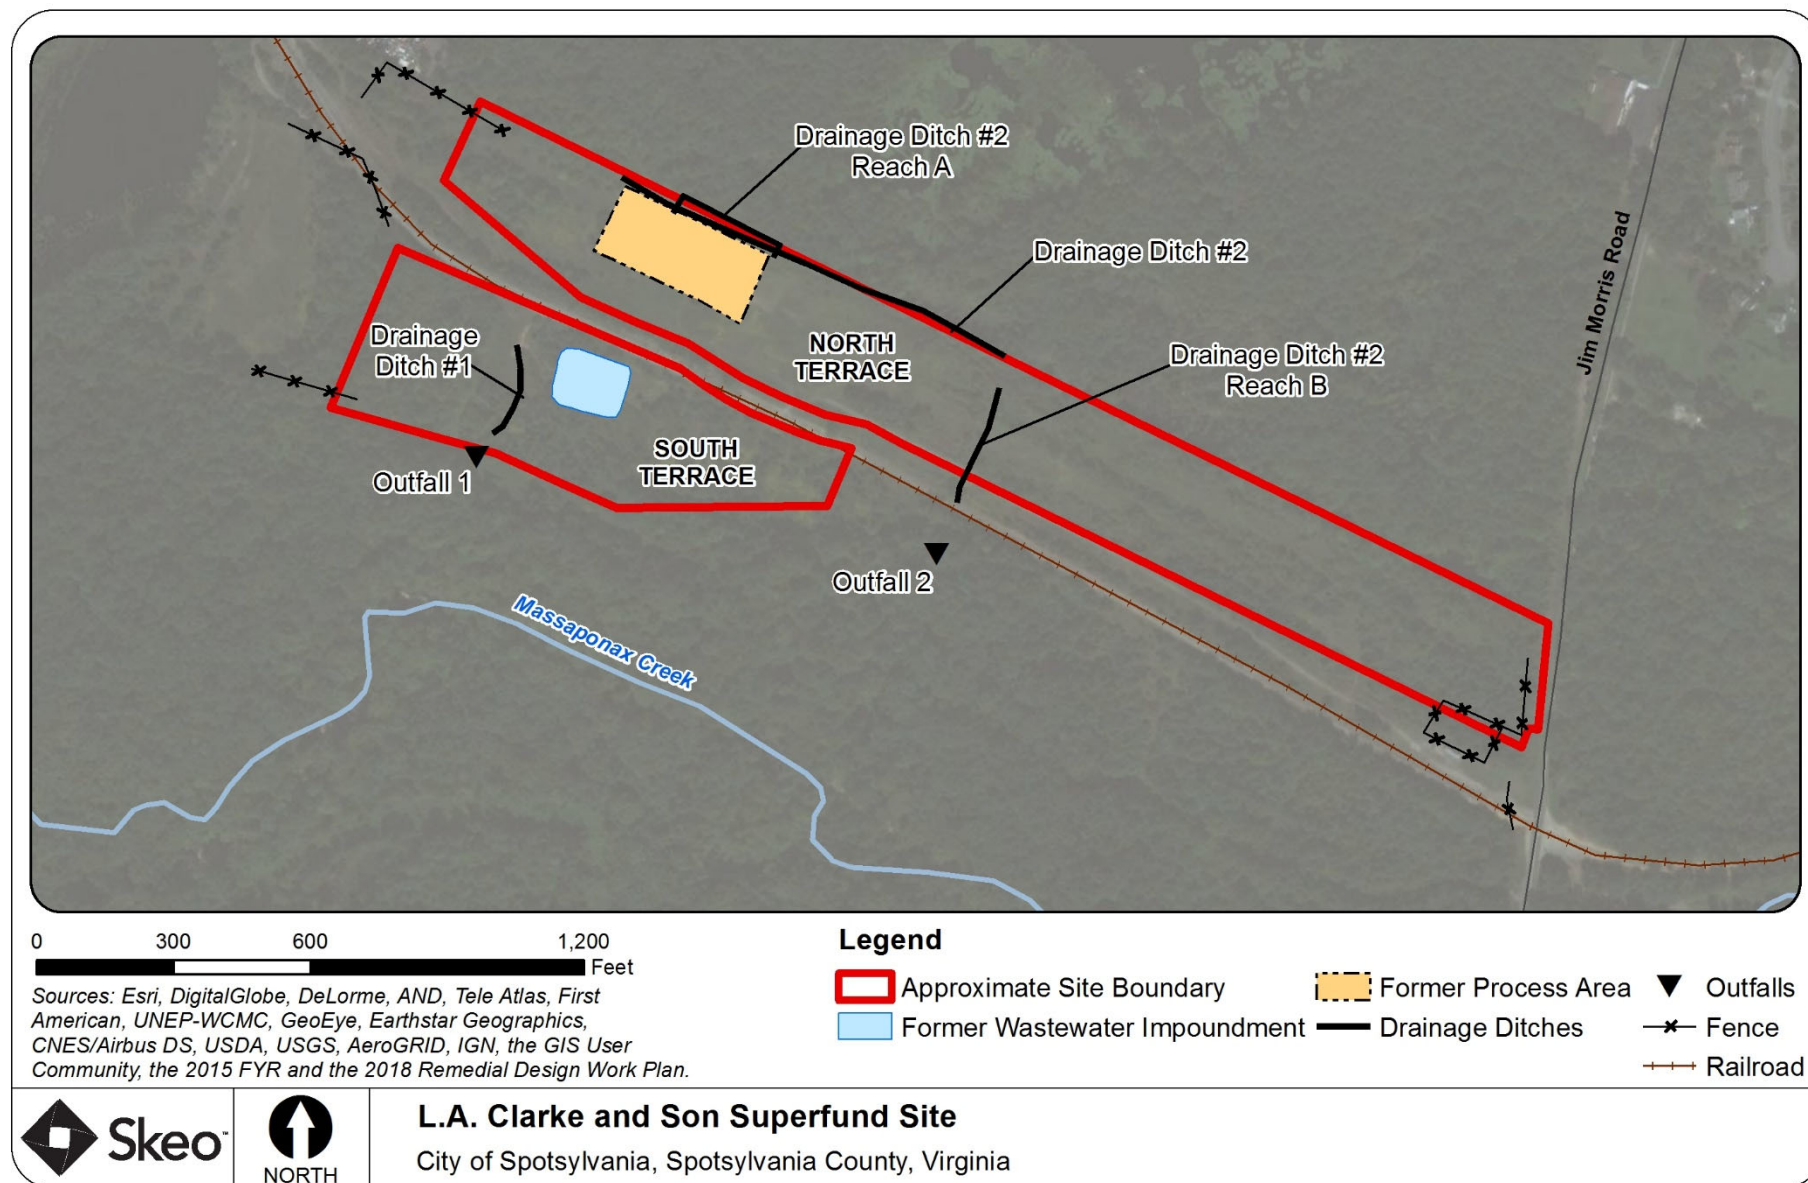 Drainage Ditch #2
Reach A
Drainage Ditch #2
Jim Morris Road
Drainage
Ditch #1
NORTH
TERRACE
Drainage Ditch #2
Reach B
SOUTH
TERRACE
Outfall 1
Outfall 2
Massaponax Creek
0 300 600 1,200
Feet
Sources: Esri, DigitalGlobe, DeLorme, AND, Tele Atlas, First
American, UNEP-WCMC, GeoEye, Earthstar Geographics,
CNES/Airbus DS, USDA, USGS, AeroGRID, IGN, the GIS User
Community, the 2015 FYR and the 2018 Remedial Design Work Plan.
Legend
Approximate Site Boundary
Former Wastewater Impoundment
Former Process Area
Drainage Ditches
Outfalls
Fence
Railroad
Skeo™
NORTH
L.A. Clarke and Son Superfund Site
City of Spotsylvania, Spotsylvania County, Virginia